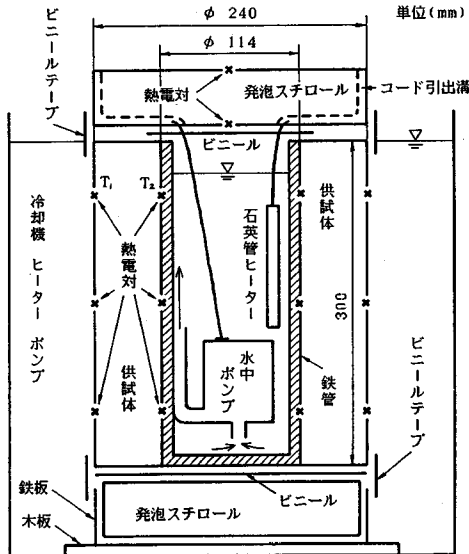 φ 240
単位(mm)
φ 114
ビニールテープ
熱電対
発泡スチロール
コード引出溝
ビニール
T₁
T₂
供試体
冷却機 ヒーター ポンプ
石英管ヒーター
熱電対
300
供試体
水中
ポンプ
鉄管
ビニールテープ
鉄板
ビニール
木板
発泡スチロール